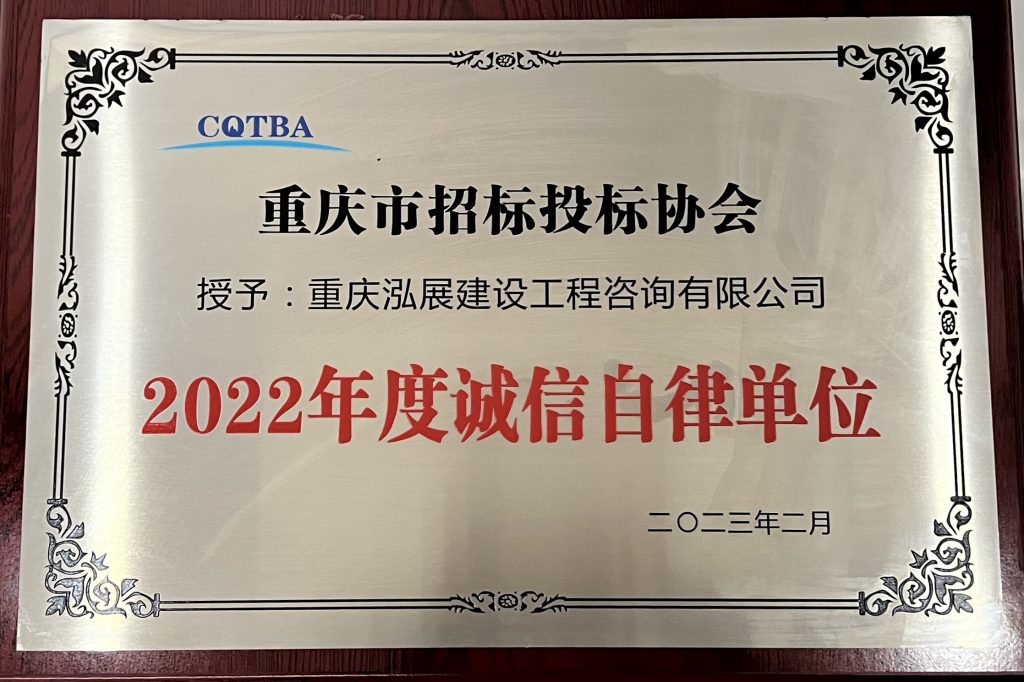 CQTBA
重庆市招标投标协会
授予：重庆泓展建设工程咨询有限公司
2022年度诚信自律单位
二〇二三年二月